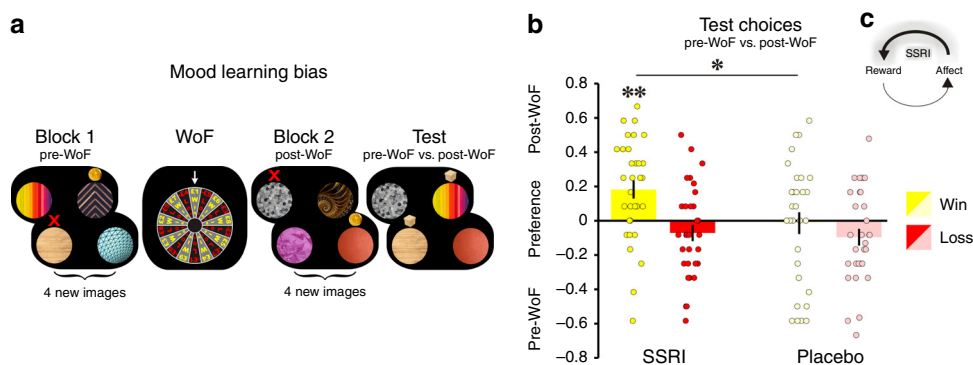 a
Mood learning bias
Block 1
pre-WoF
WoF
Block 2
post-WoF
Test
pre-WoF vs. post-WoF
X
X
X
4 new images
4 new images
b
Test choices
pre-WoF vs. post-WoF
*
**
Post-WoF
Preference
Pre-WoF
0.8
0.6
0.4
0.2
0
−0.2
−0.4
−0.6
−0.8
SSRI
Placebo
c
SSRI
Reward
Affect
Win
Loss